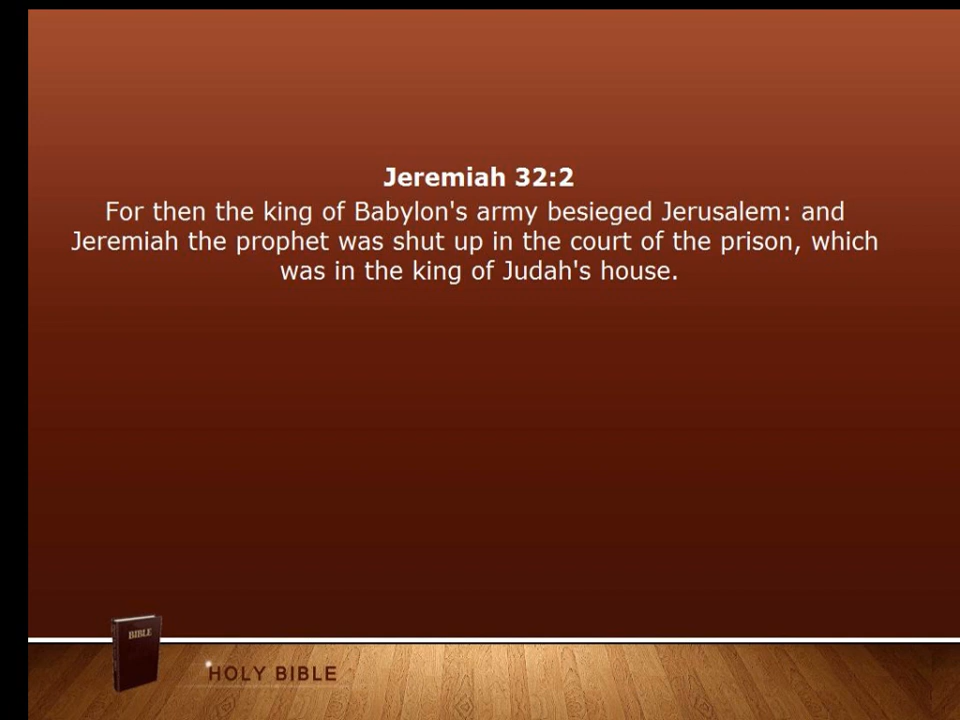 Jeremiah 32:2
For then the king of Babylon's army besieged Jerusalem: and
Jeremiah the prophet was shut up in the court of the prison, which
was in the king of Judah's house.
BIBLE
HOLY BIBLE